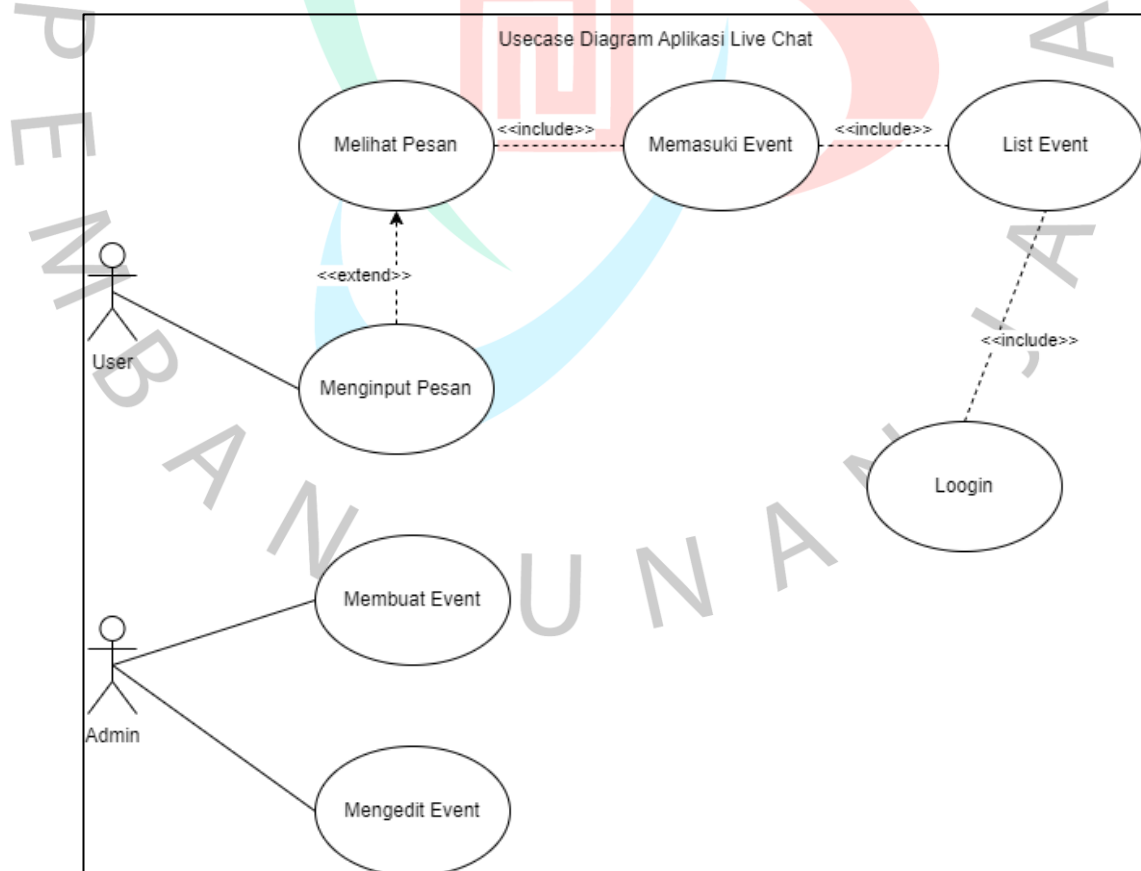 Usecase Diagram Aplikasi Live Chat
Melihat Pesan
<<include>>
Memasuki Event
<<include>>
List Event
<<extend>>
<<include>>
User
Menginput Pesan
Loogin
Membuat Event
Admin
Mengedit Event
P E M B A N U N A N J A A